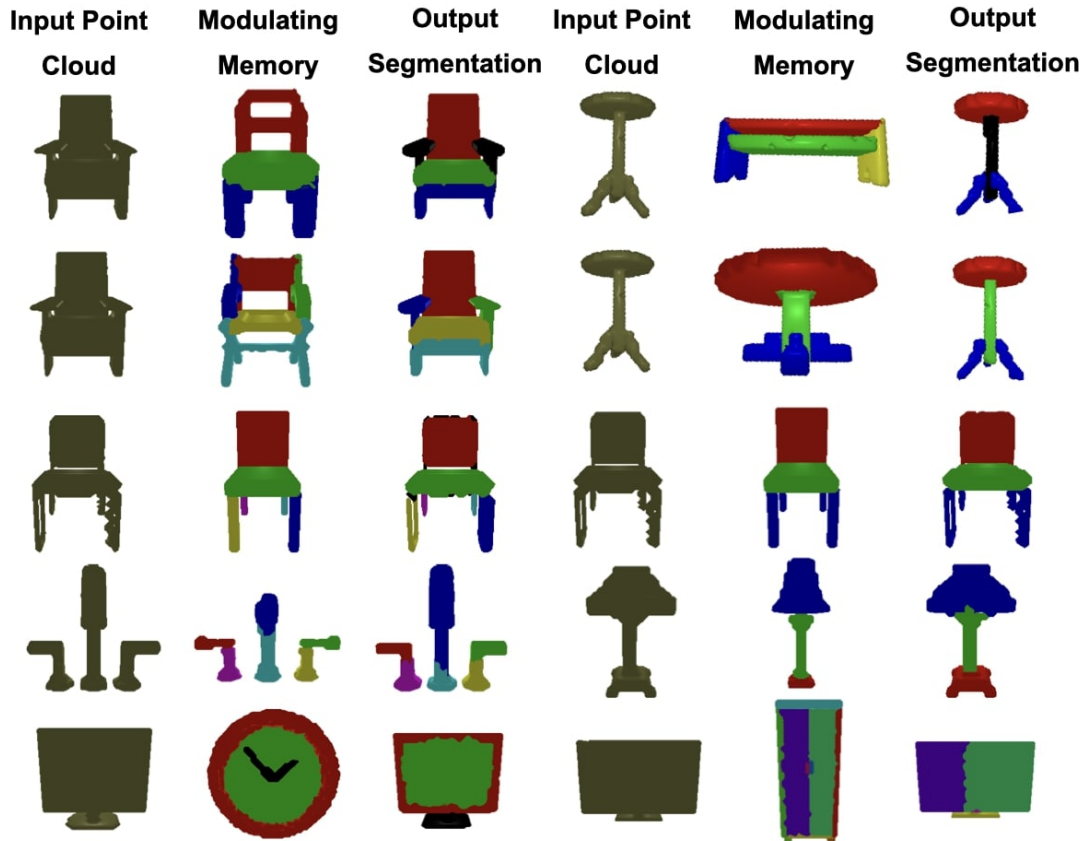 Input Point Cloud
Modulating Memory
Output Segmentation
Input Point Cloud
Modulating Memory
Output Segmentation